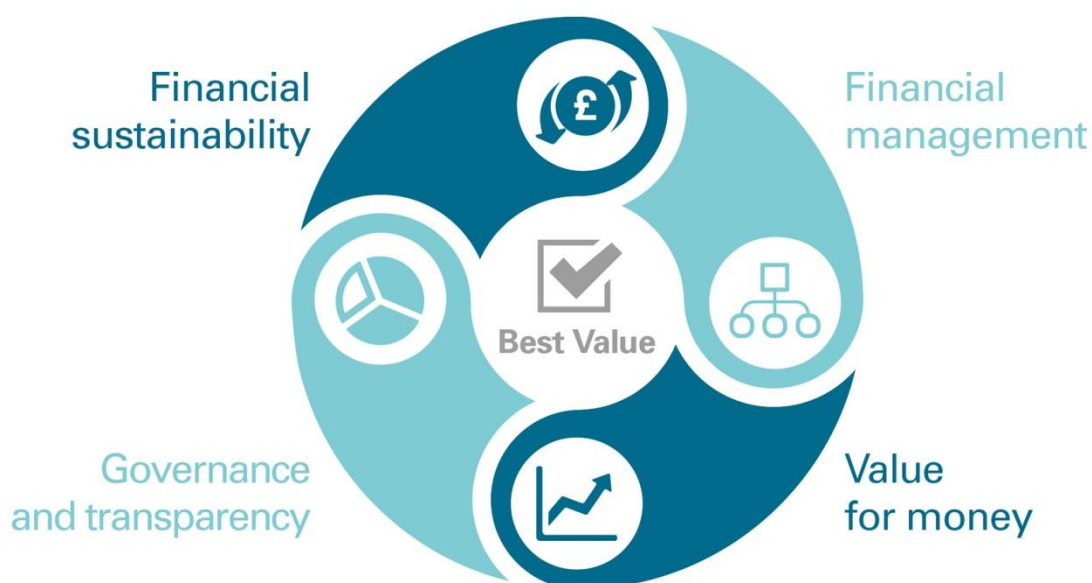 Financial
sustainability
£
Financial
management
Best Value
Governance
and transparency
Value
for money